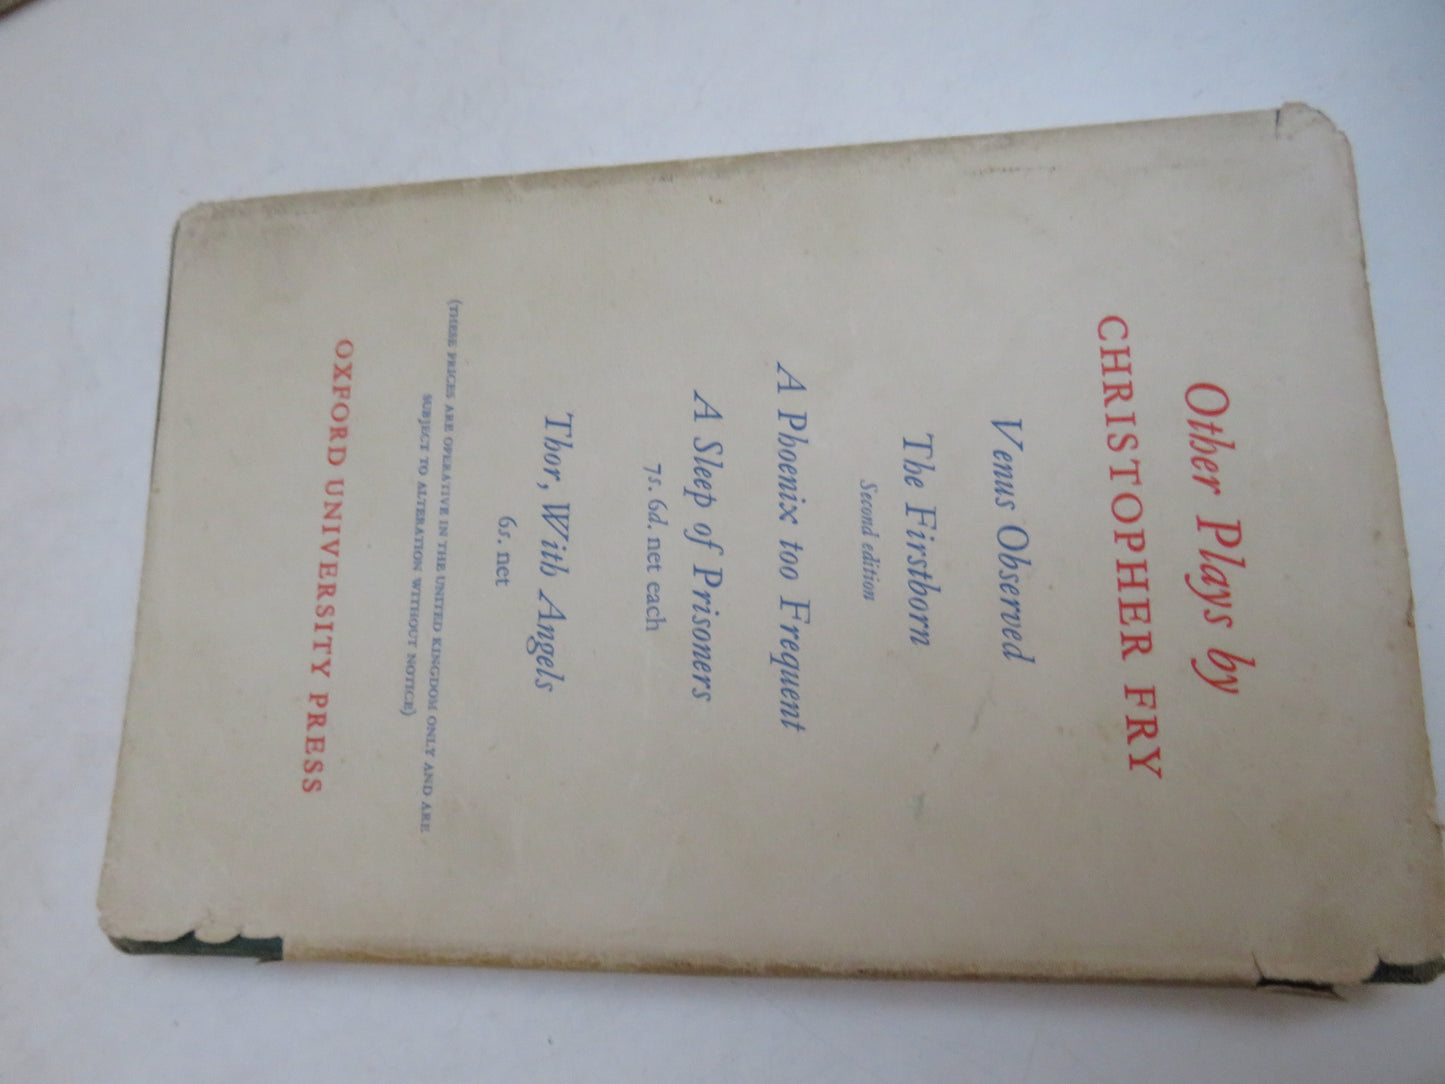 Other Plays by
CHRISTOPHER FRY
Venus Observed
The Firstborn
Second edition
A Phoenix too Frequent
A Sleep of Prisoners
7s. 6d. net each
Thor, With Angels
6s. net
(THESE PRICES ARE OPERATIVE IN THE UNITED KINGDOM ONLY AND ARE
SUBJECT TO ALTERATION WITHOUT NOTICE)
OXFORD UNIVERSITY PRESS